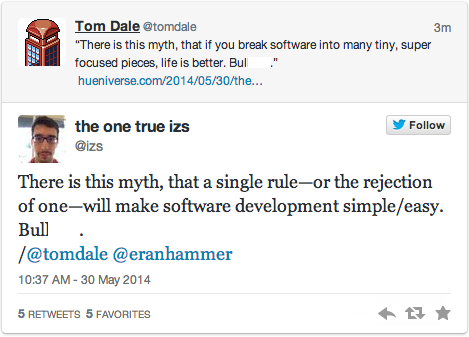 Tom Dale @tomdale 3m
"There is this myth, that if you break software into many tiny, super
focused pieces, life is better. Bull ."
hueniverse.com/2014/05/30/the…
the one true izs
Follow
@izs
There is this myth, that a single rule—or the rejection
of one—will make software development simple/easy.
Bull .
/@tomdale @eranhammer
10:37 AM - 30 May 2014
5 RETWEETS 5 FAVORITES